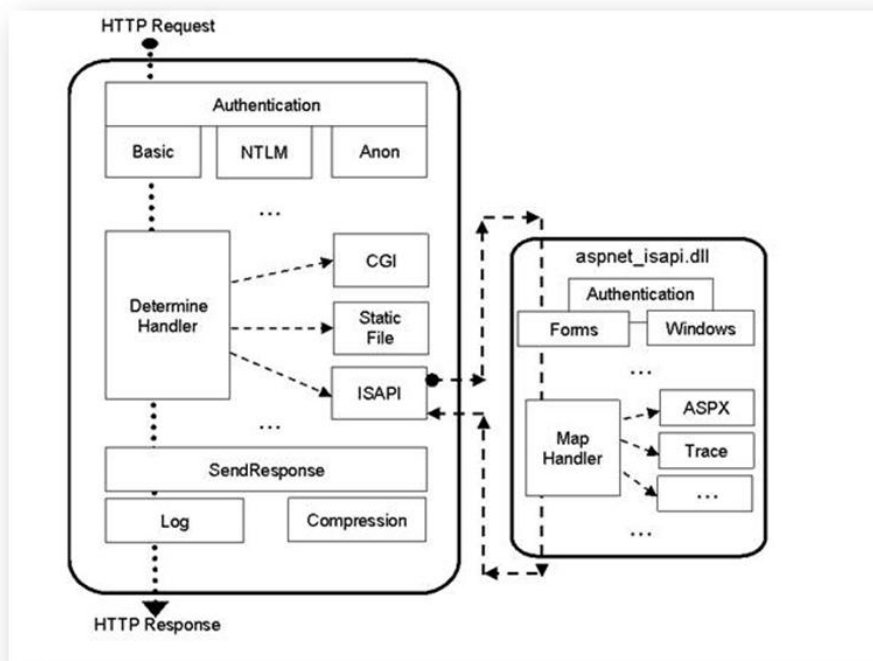 HTTP Request
Authentication
Basic
NTLM
Anon
...
Determine
Handler
CGI
Static
File
ISAPI
...
SendResponse
Log
Compression
HTTP Response
aspnet_isapi.dll
Authentication
Forms
Windows
...
Map
Handler
ASPX
Trace
...
...